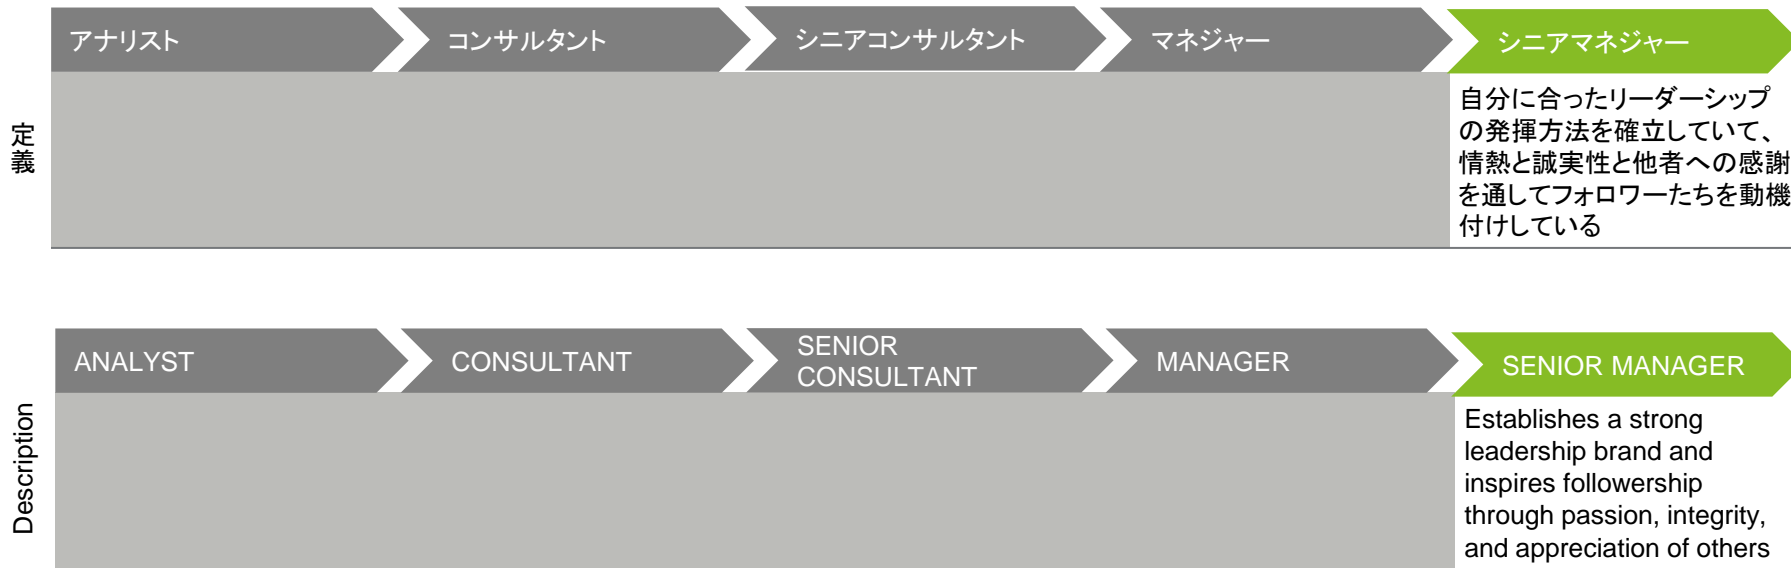 アナリスト
コンサルタント
シニアコンサルタント
マネジャー
シニアマネジャー
定義
自分に合ったリーダーシップ
の発揮方法を確立していて、
情熱と誠実性と他者への感謝
を通してフォロワーたちを動機
付けしている
ANALYST
CONSULTANT
SENIOR
CONSULTANT
MANAGER
SENIOR MANAGER
Description
Establishes a strong
leadership brand and
inspires followership
through passion, integrity,
and appreciation of others